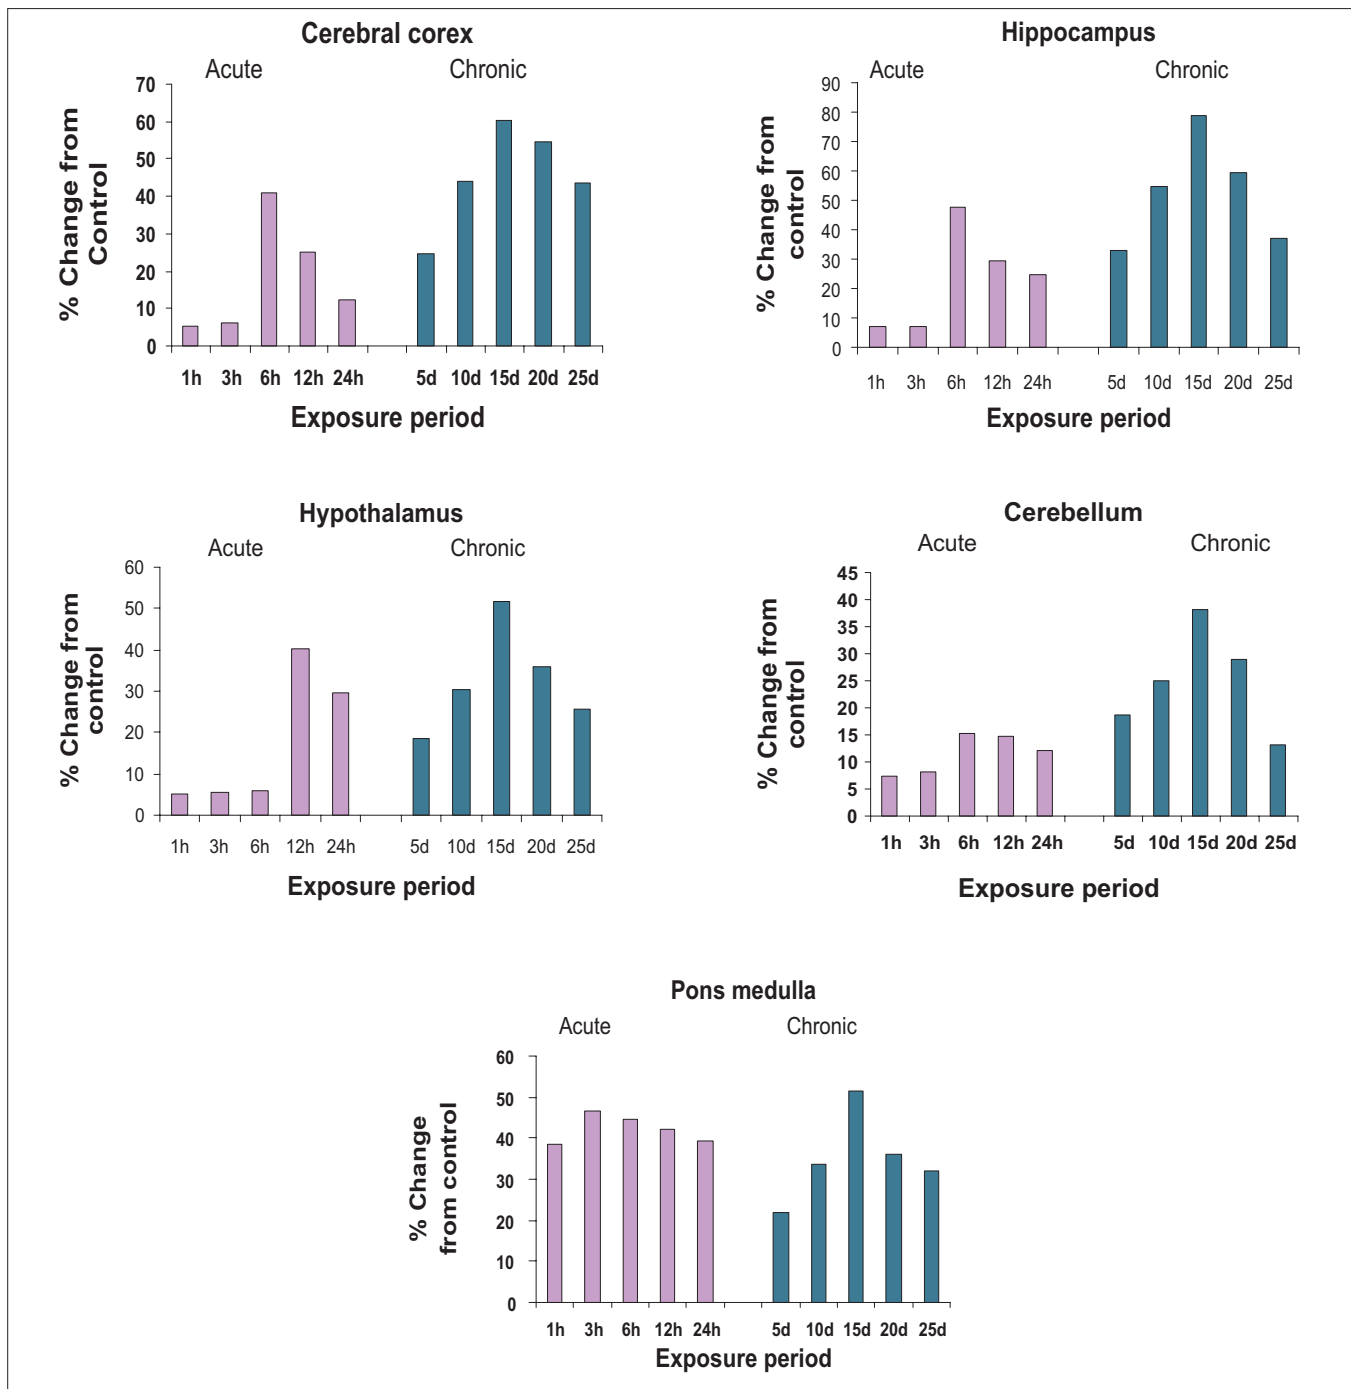 Cerebral corex
Acute
Chronic
% Change from
Control
70
60
50
40
30
20
10
0
1h 3h 6h 12h 24h 5d 10d 15d 20d 25d
Exposure period
Hippocampus
Acute
Chronic
% Change from
control
90
80
70
60
50
40
30
20
10
0
1h 3h 6h 12h 24h 5d 10d 15d 20d 25d
Exposure period
Hypothalamus
Acute
Chronic
% Change from
control
60
50
40
30
20
10
0
1h 3h 6h 12h 24h 5d 10d 15d 20d 25d
Exposure period
Cerebellum
Acute
Chronic
% Change from
control
45
40
35
30
25
20
15
10
5
0
1h 3h 6h 12h 24h 5d 10d 15d 20d 25d
Exposure period
Pons medulla
Acute
Chronic
% Change
from control
60
50
40
30
20
10
0
1h 3h 6h 12h 24h 5d 10d 15d 20d 25d
Exposure period